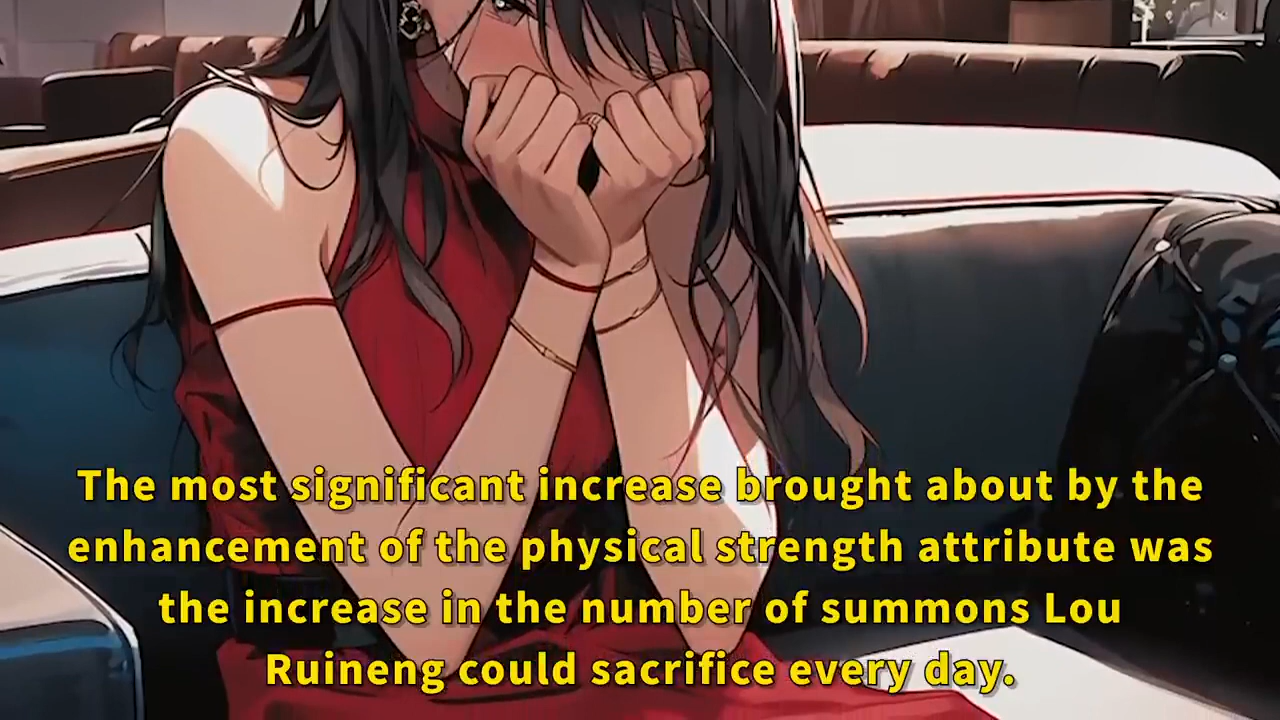 The most significant increase brought about by the
enhancement of the physical strength attribute was
the increase in the number of summons Lou
Ruineng could sacrifice every day.